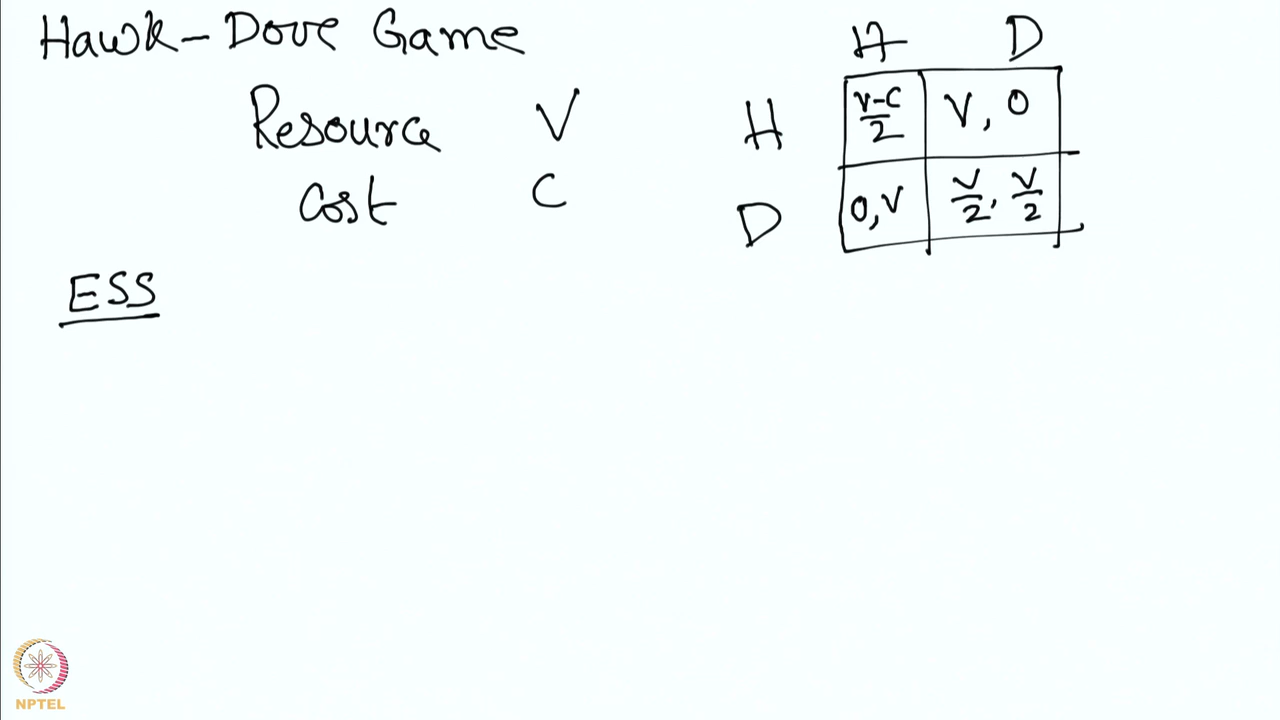 Hawk-Dove Game
Resource V
Cost C
H D
H (V-C)/2 V, 0
D 0, V V/2, V/2
ESS
NPTEL